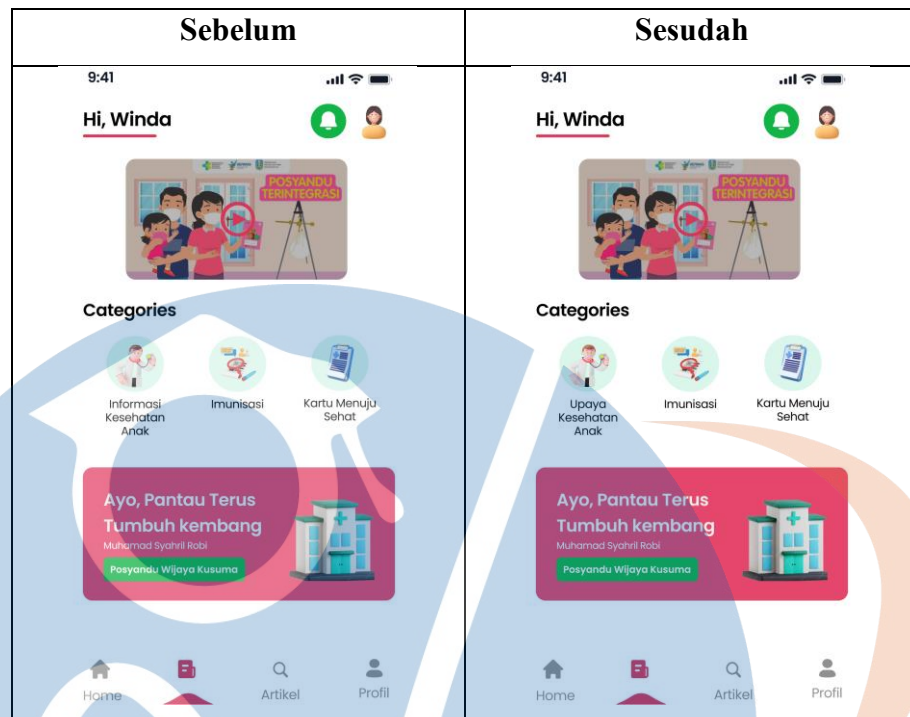 Sebelum
Sesudah
9:41
Hi, Winda
POSYANDU
TERINTEGRASI
Categories
Informasi
Kesehatan
Anak
Imunisasi
Kartu Menuju
Sehat
Ayo, Pantau Terus
Tumbuh kembang
Muhamad Syahril Robi
Posyandu Wijaya Kusuma
Home
Artikel
Profil
9:41
Hi, Winda
POSYANDU
TERINTEGRASI
Categories
Upaya
Kesehatan
Anak
Imunisasi
Kartu Menuju
Sehat
Ayo, Pantau Terus
Tumbuh kembang
Muhamad Syahril Robi
Posyandu Wijaya Kusuma
Home
Artikel
Profil